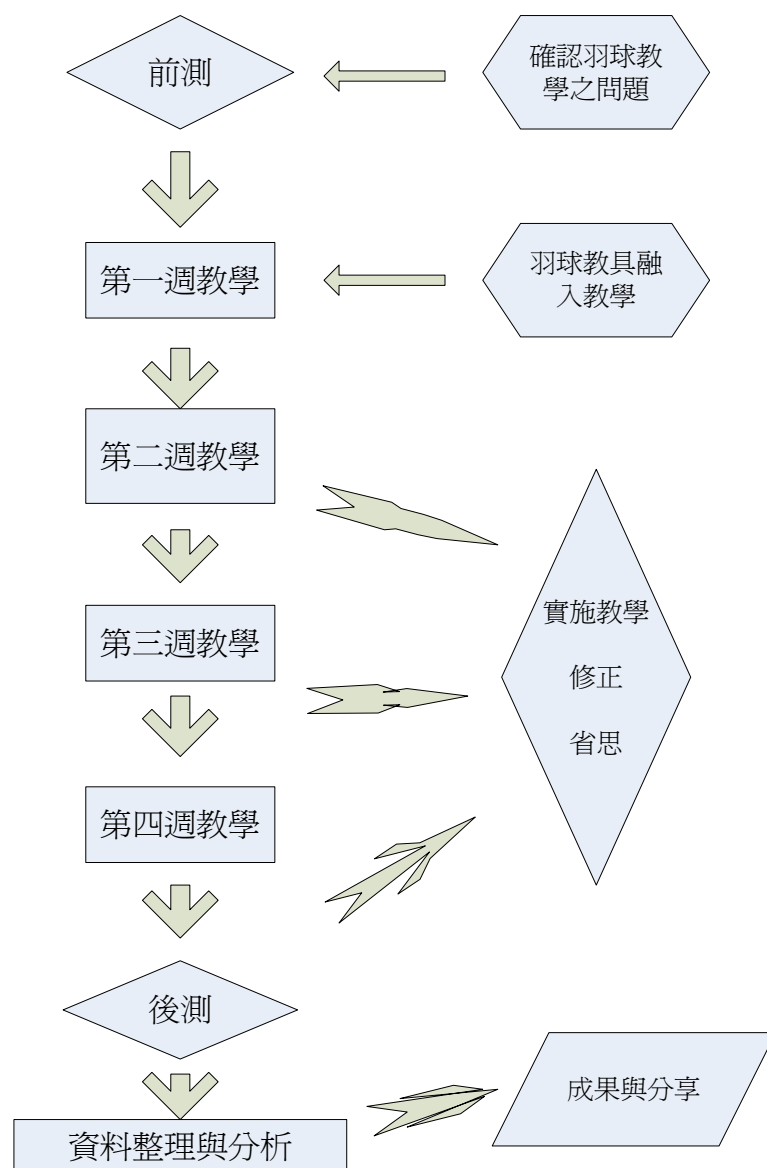 前測
確認羽球教
學之問題
第一週教學
羽球教具融
入教學
第二週教學
實施教學
修正
省思
第三週教學
第四週教學
後測
成果與分享
資料整理與分析